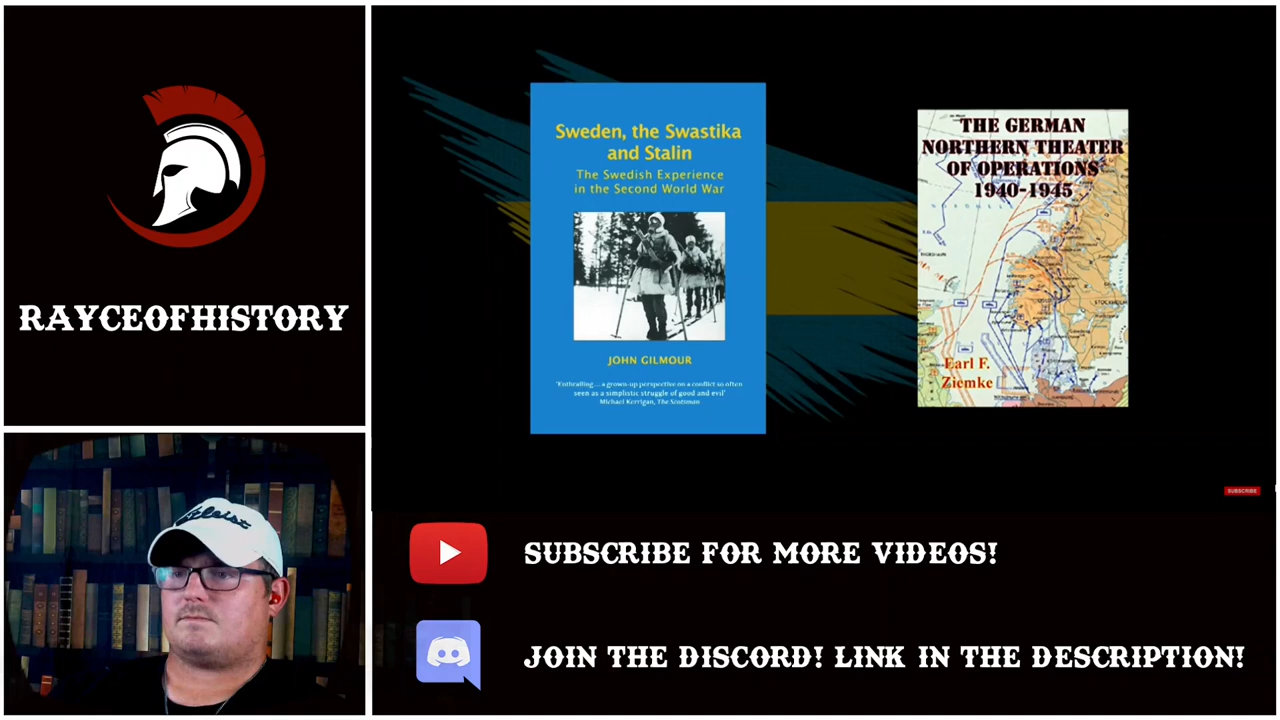 RAYCEOFHISTORY
Sweden, the Swastika
and Stalin
The Swedish Experience
in the Second World War
JOHN GILMOUR
'Enthralling... a grown-up perspective on a conflict so often
seen as a simplistic struggle of good and evil'
Michael Kerrigan, The Scotsman
THE GERMAN
NORTHERN THEATER
OF OPERATIONS
1940-1945
STOCKHOLM
Earl F.
Ziemke
SUBSCRIBE
Titleist
SUBSCRIBE FOR MORE VIDEOS!
JOIN THE DISCORD! LINK IN THE DESCRIPTION!